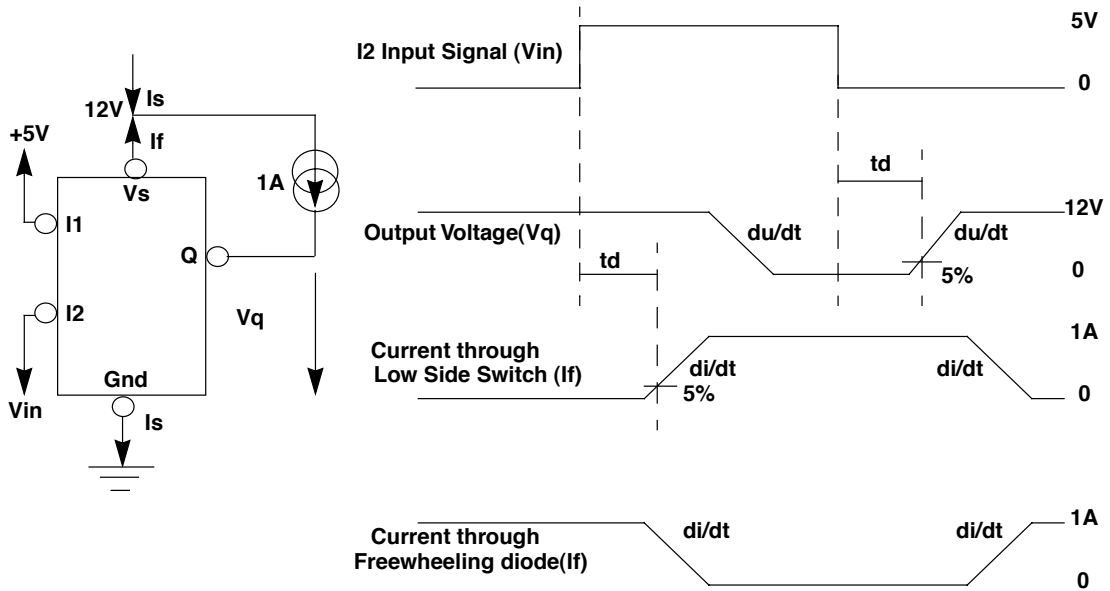 12V
Is
If
+5V
Vs
1A
I1
Q
I2
Vq
Gnd
Vin
Is
I2 Input Signal (Vin)
5V
0
td
Output Voltage(Vq)
du/dt
du/dt
12V
0
td
5%
Current through
Low Side Switch (If)
di/dt
di/dt
5%
1A
0
Current through
Freewheeling diode(If)
di/dt
di/dt
1A
0